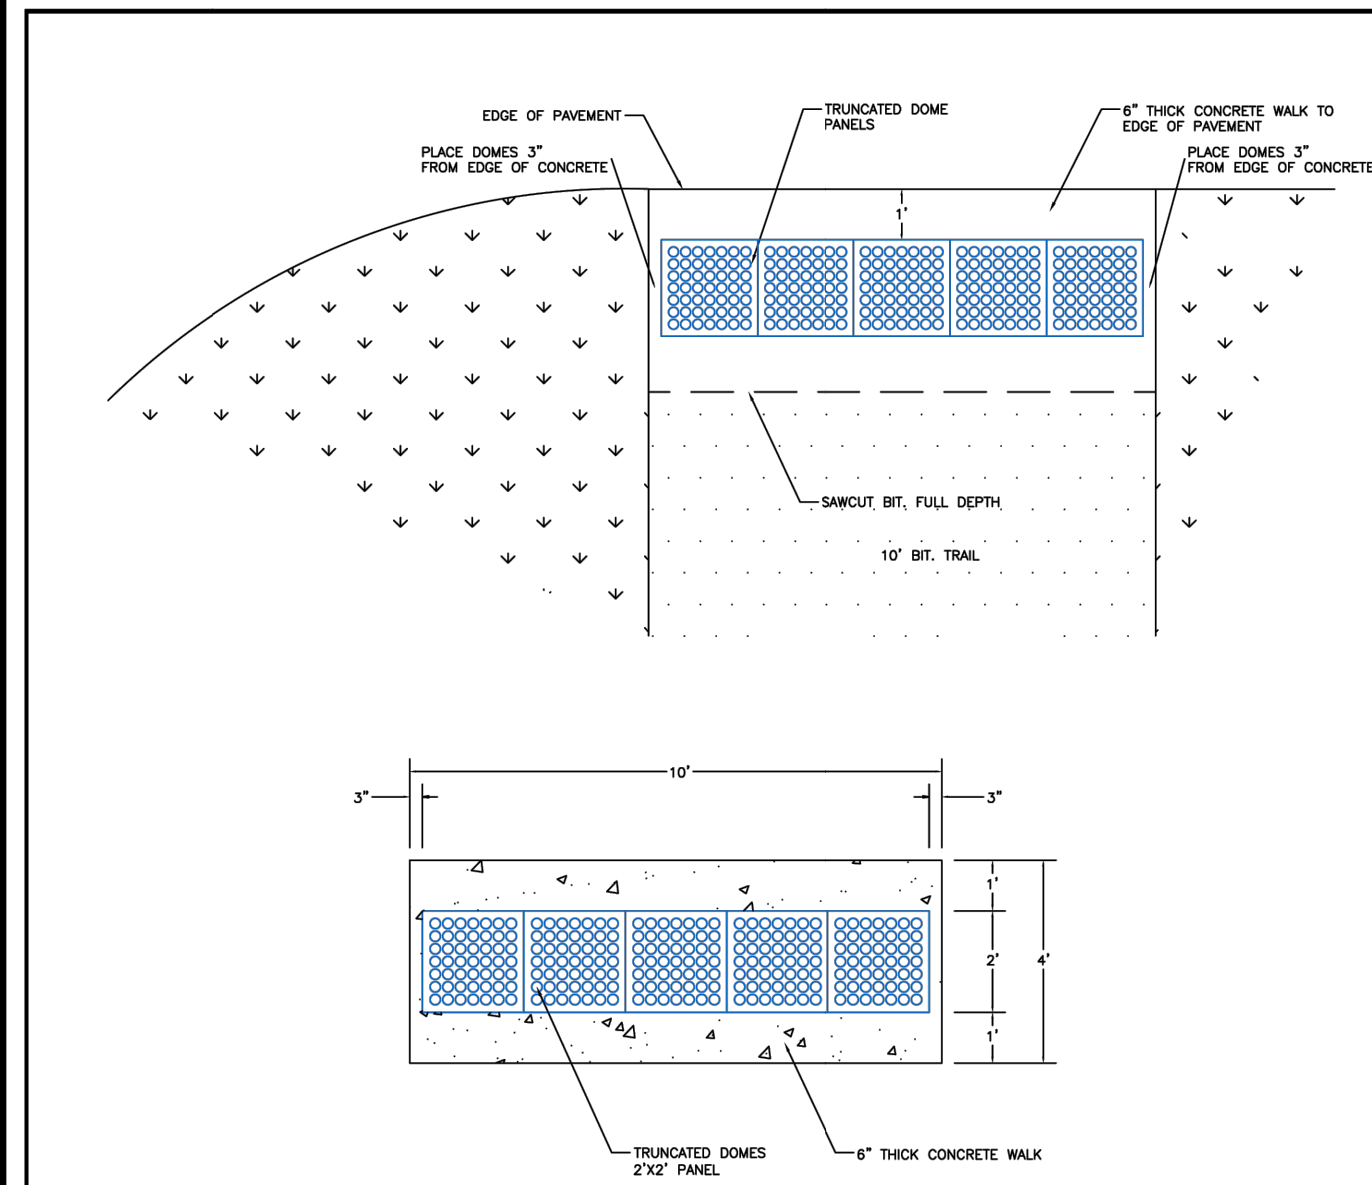 EDGE OF PAVEMENT
TRUNCATED DOME
PANELS
6" THICK CONCRETE WALK TO
EDGE OF PAVEMENT
PLACE DOMES 3"
FROM EDGE OF CONCRETE
PLACE DOMES 3"
FROM EDGE OF CONCRETE
1'
SAWCUT BIT. FULL DEPTH
10' BIT. TRAIL
10'
3"
3"
1'
2'
4'
1'
TRUNCATED DOMES
2'X2' PANEL
6" THICK CONCRETE WALK